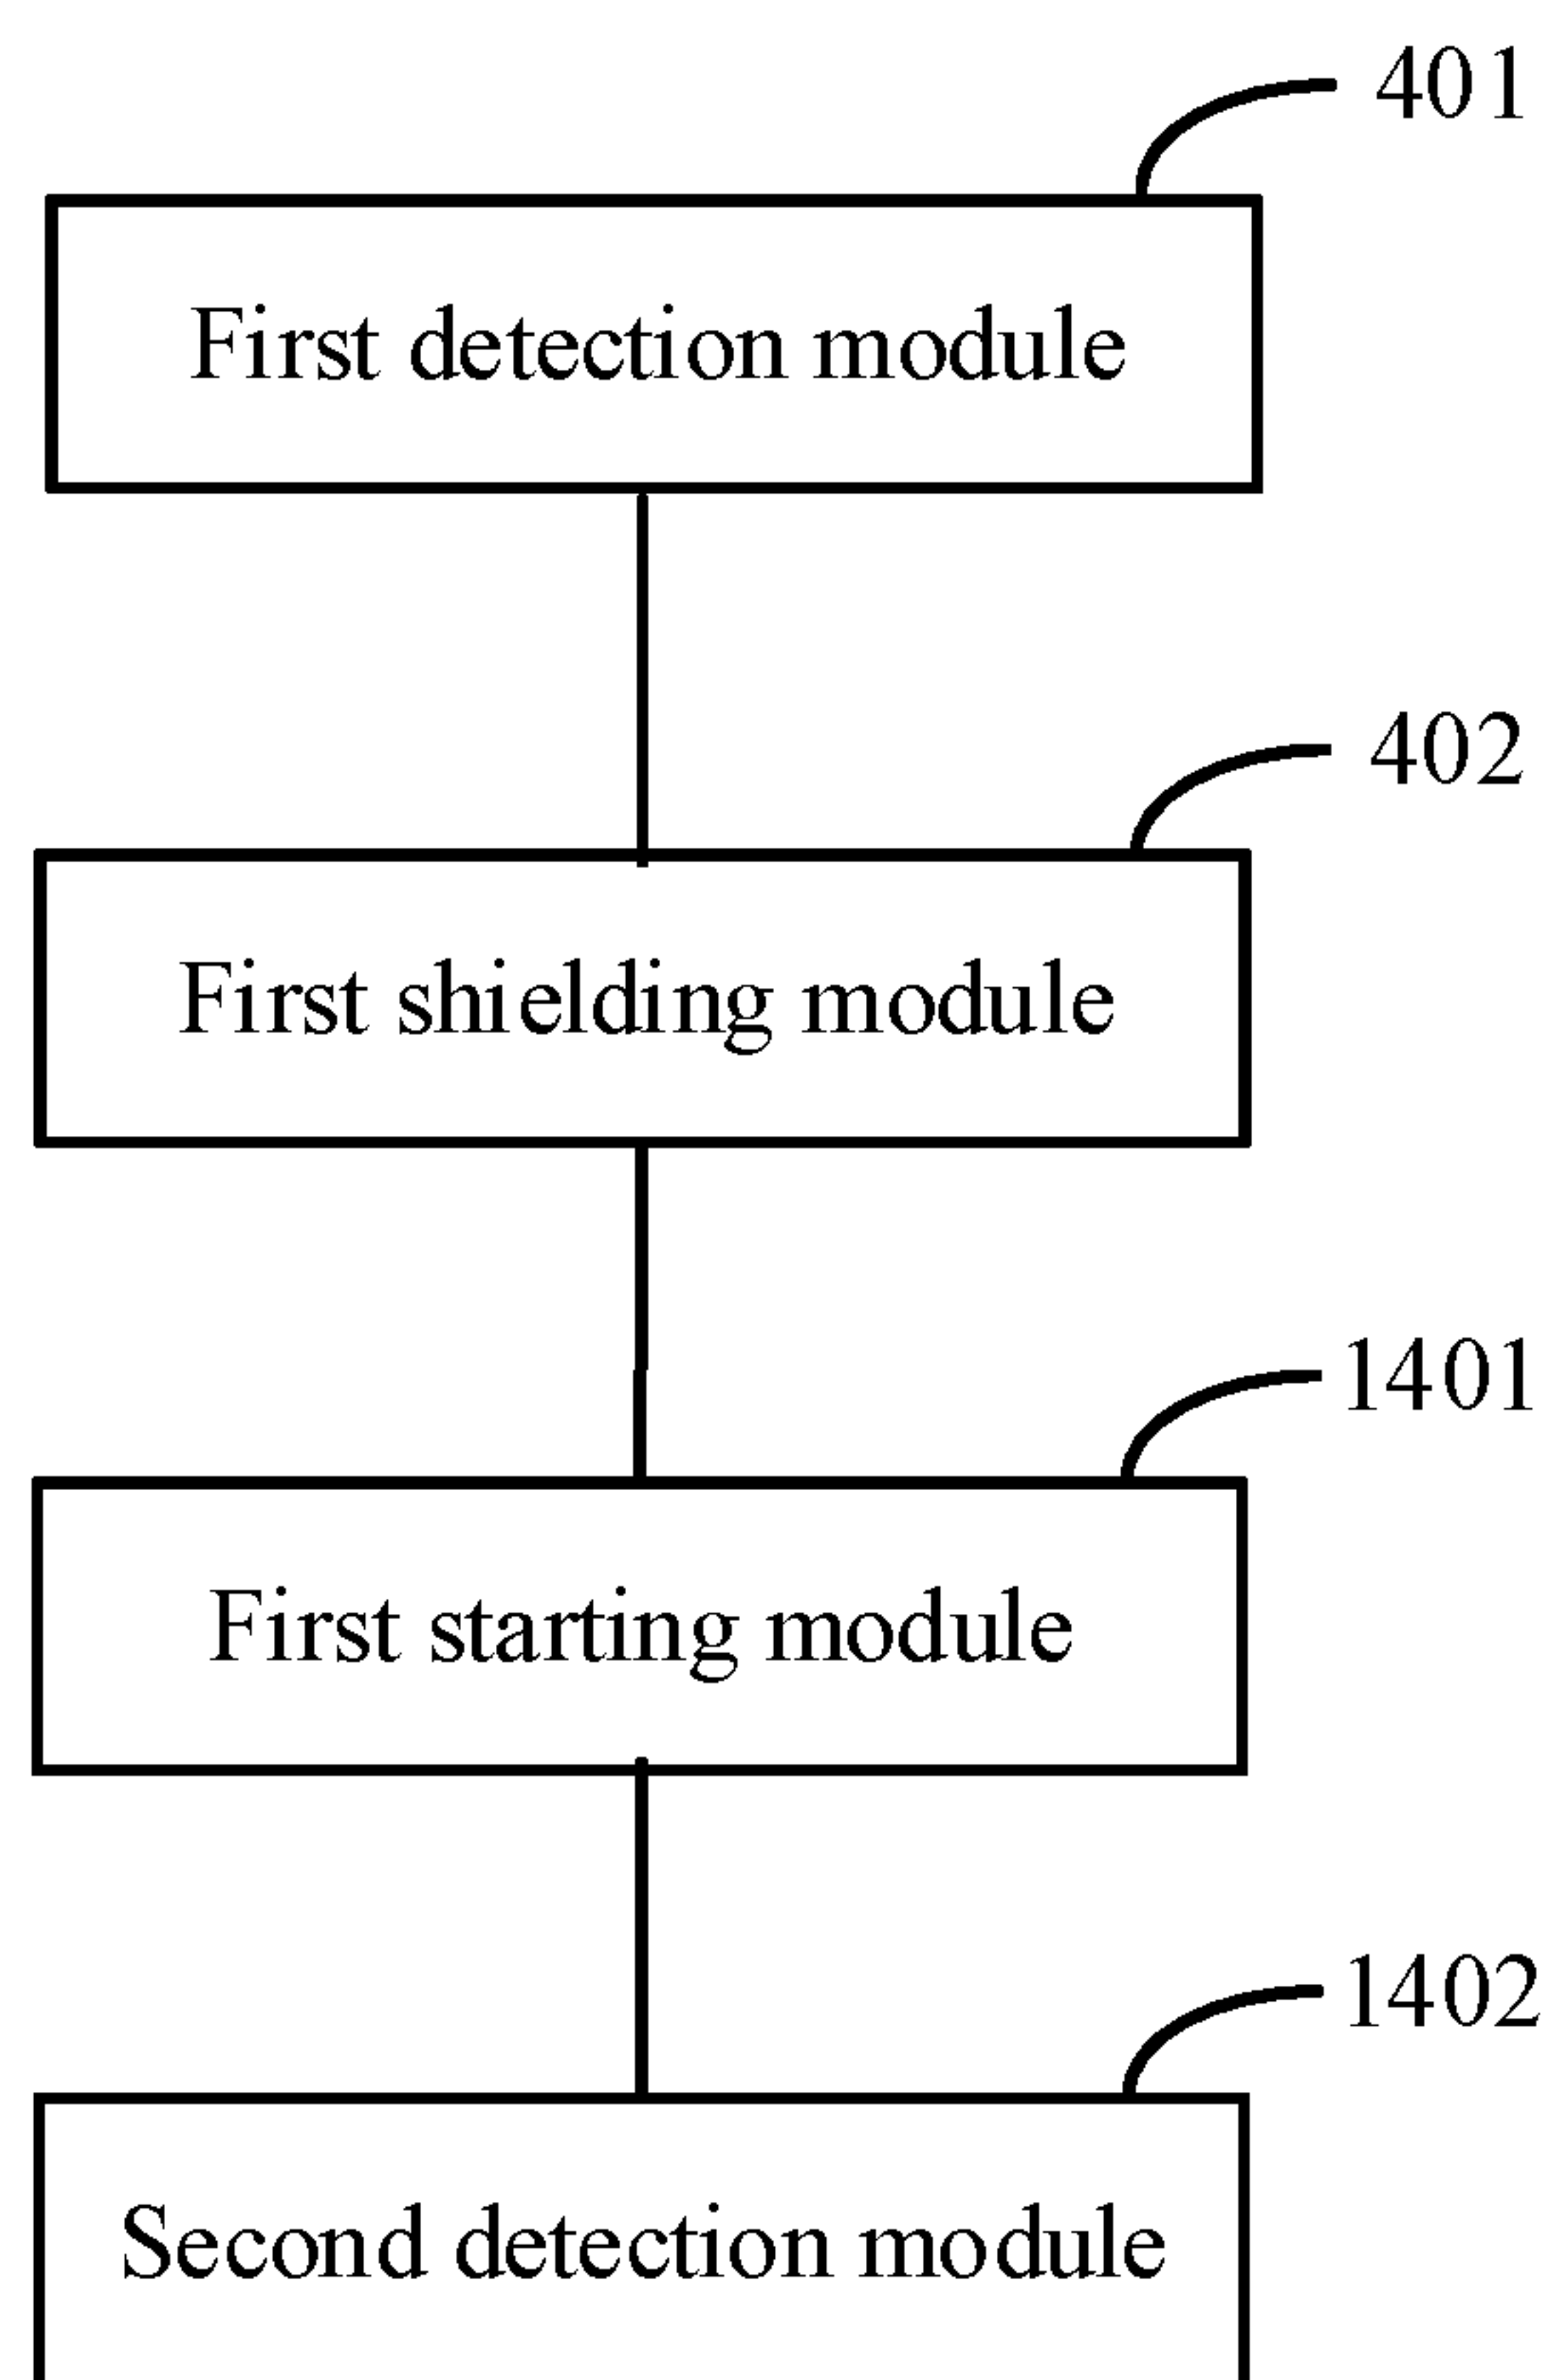 401
First detection module
402
First shielding module
1401
First starting module
1402
Second detection module